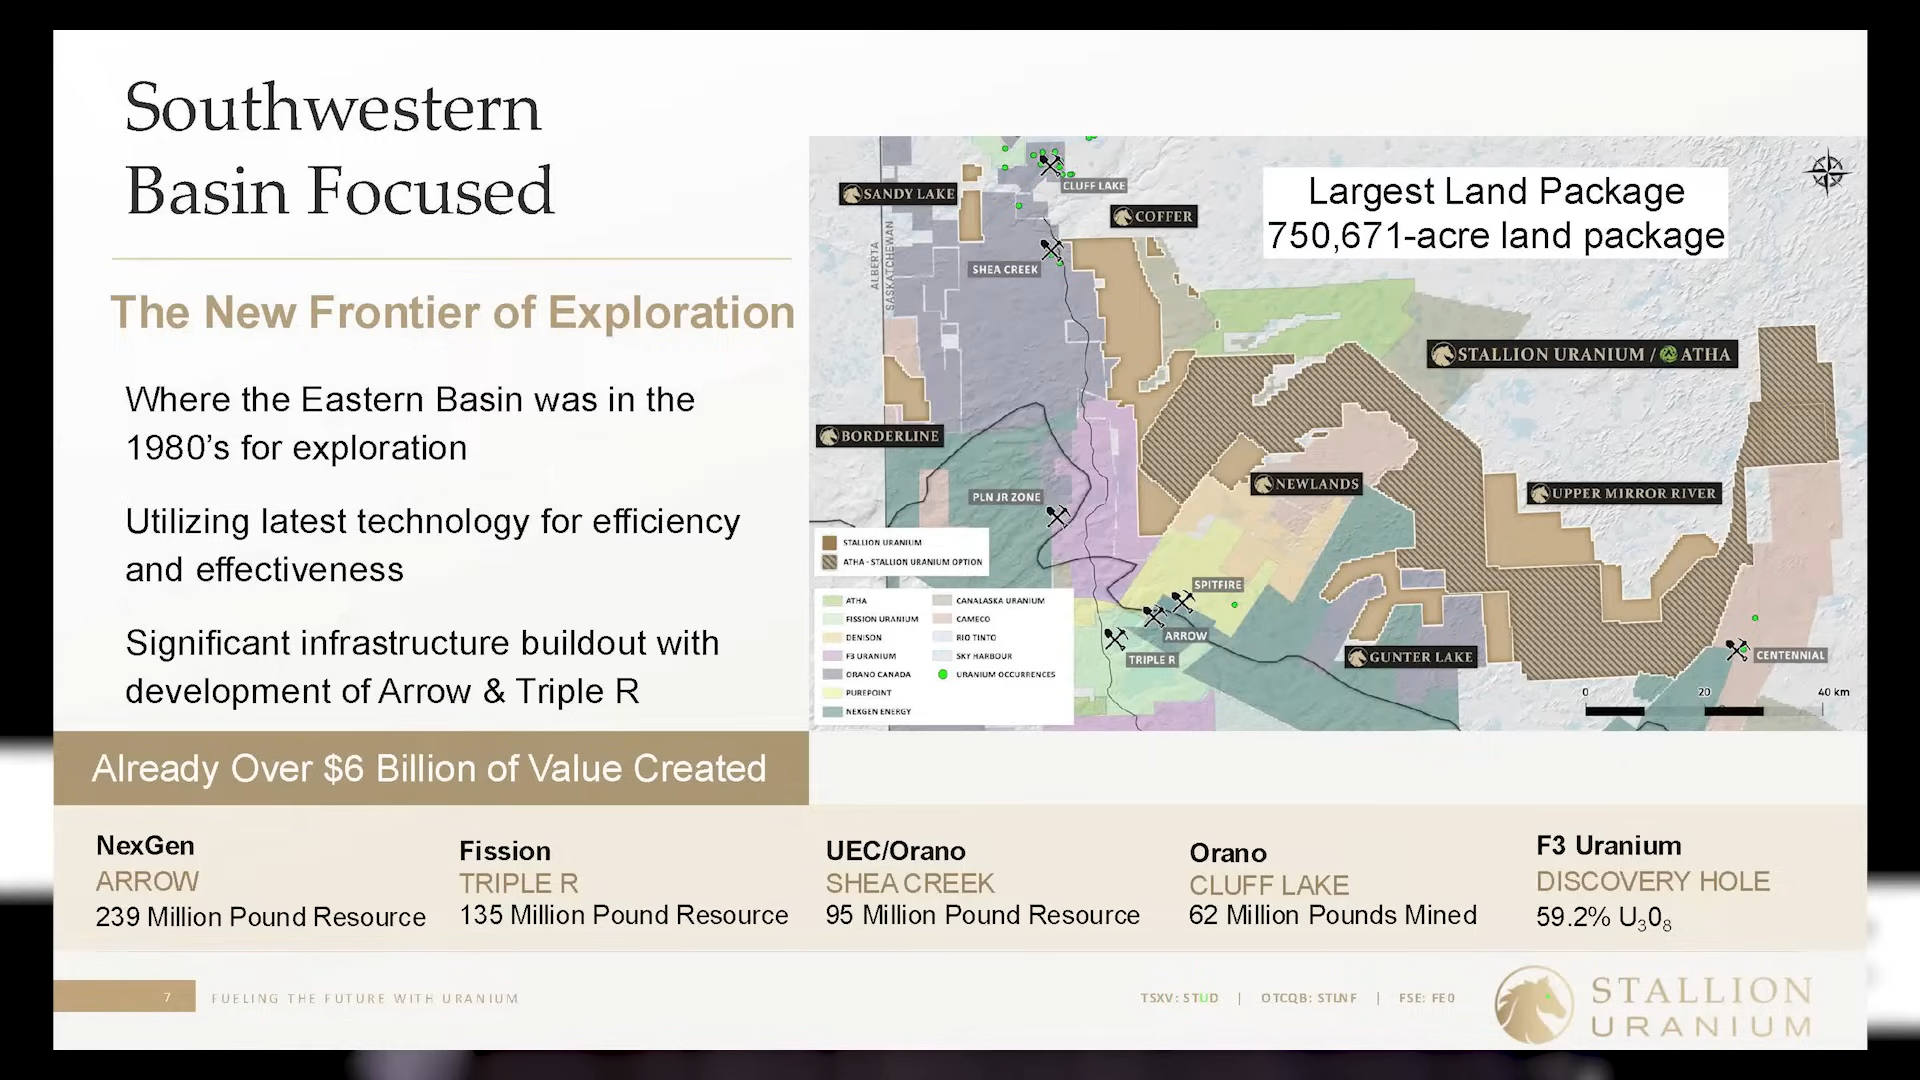 Southwestern
Basin Focused
The New Frontier of Exploration
Where the Eastern Basin was in the
1980’s for exploration
Utilizing latest technology for efficiency
and effectiveness
Significant infrastructure buildout with
development of Arrow & Triple R
Largest Land Package
750,671-acre land package
SANDY LAKE
CLUFF LAKE
COFFER
ALBERTA
SASKATCHEWAN
SHEA CREEK
STALLION URANIUM / ATHA
BORDERLINE
NEWLANDS
PLN JR ZONE
UPPER MIRROR RIVER
SPITFIRE
ARROW
TRIPLE R
GUNTER LAKE
CENTENNIAL
STALLION URANIUM
ATHA - STALLION URANIUM OPTION
ATHA
FISSION URANIUM
DENISON
F3 URANIUM
ORANO CANADA
PUREPOINT
NEXGEN ENERGY
CANALASKA URANIUM
CAMECO
RIO TINTO
SKY HARBOUR
URANIUM OCCURRENCES
0 20 40 km
Already Over $6 Billion of Value Created
NexGen
ARROW
239 Million Pound Resource
Fission
TRIPLE R
135 Million Pound Resource
UEC/Orano
SHEA CREEK
95 Million Pound Resource
Orano
CLUFF LAKE
62 Million Pounds Mined
F3 Uranium
DISCOVERY HOLE
59.2% U₃0₈
7 FUELING THE FUTURE WITH URANIUM
TSXV: STUD | OTCQB: STLNF | FSE: FE0
STALLION
URANIUM